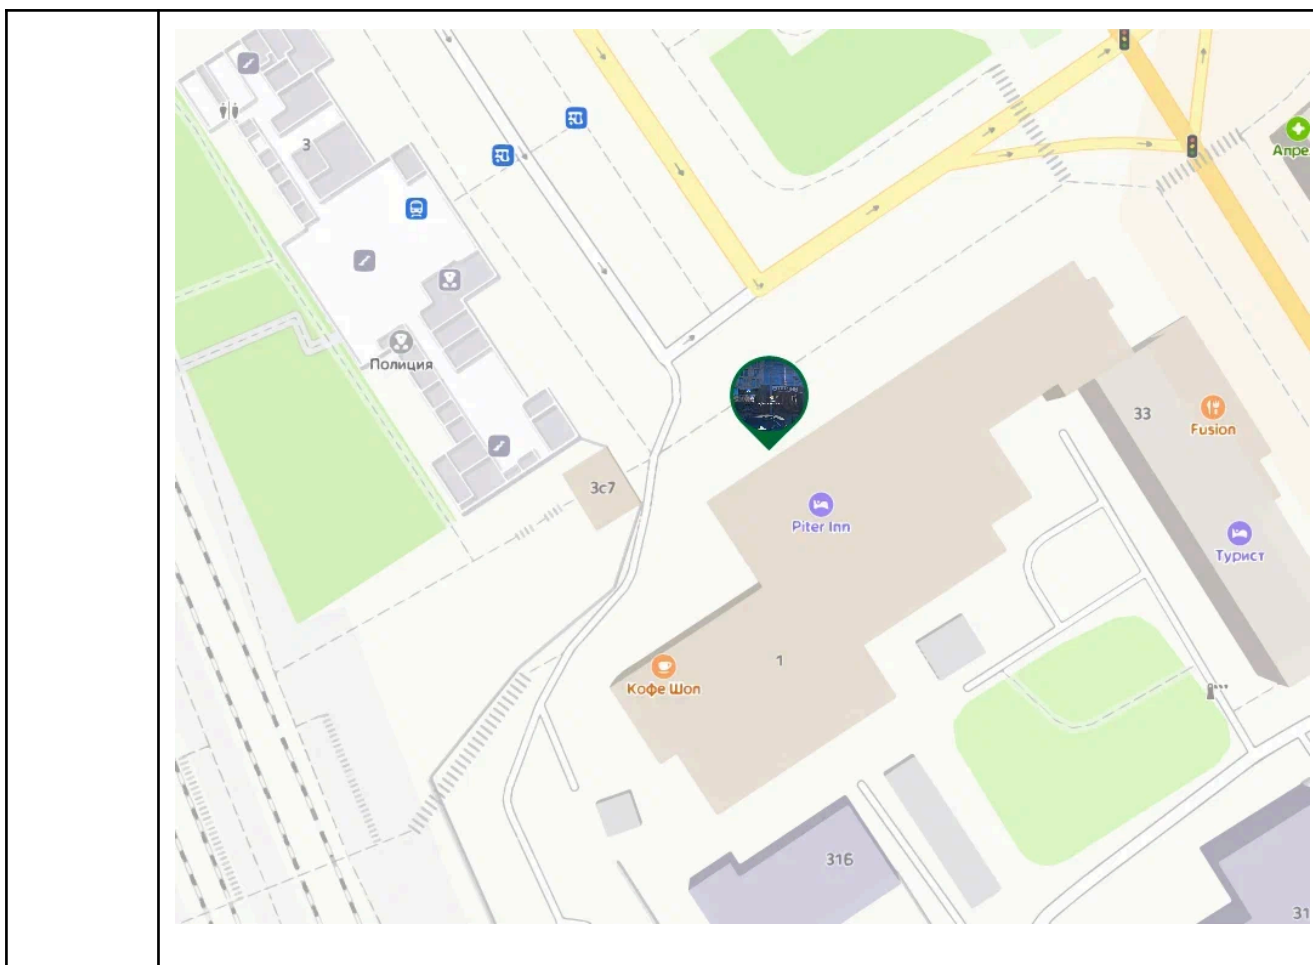 3
Апре
Полиция
33
Fusion
3с7
Piter Inn
Турист
1
Кофе Шоп
31б
31